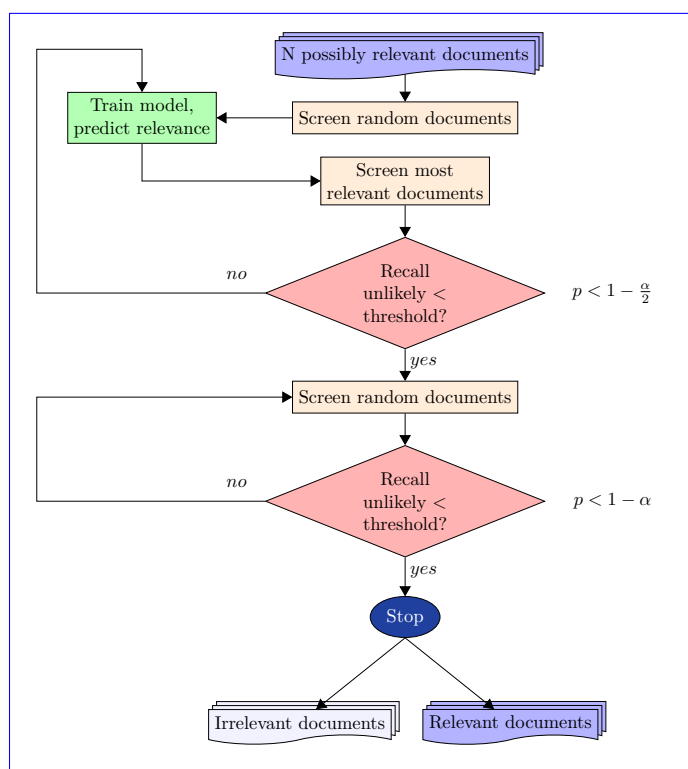 N possibly relevant documents
Train model,
predict relevance
Screen random documents
Screen most
relevant documents
no
Recall
unlikely <
threshold?
p < 1 − α/2
yes
Screen random documents
no
Recall
unlikely <
threshold?
p < 1 − α
yes
Stop
Irrelevant documents
Relevant documents